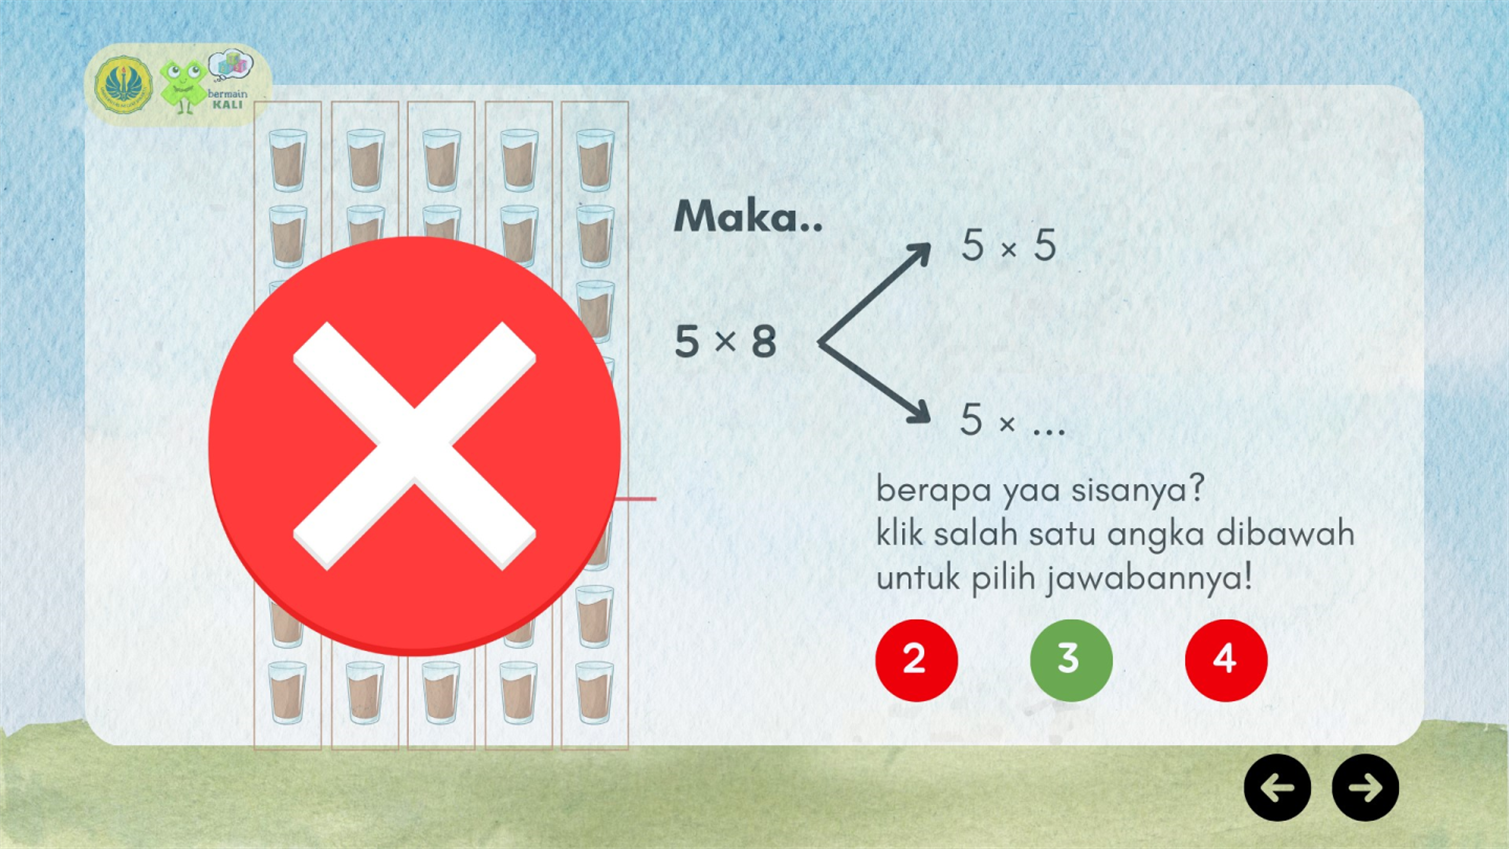 bermain
KALI
Maka..
5 × 5
5 × 8
5 × ...
berapa yaa sisanya?
klik salah satu angka dibawah
untuk pilih jawabannya!
2 3 4